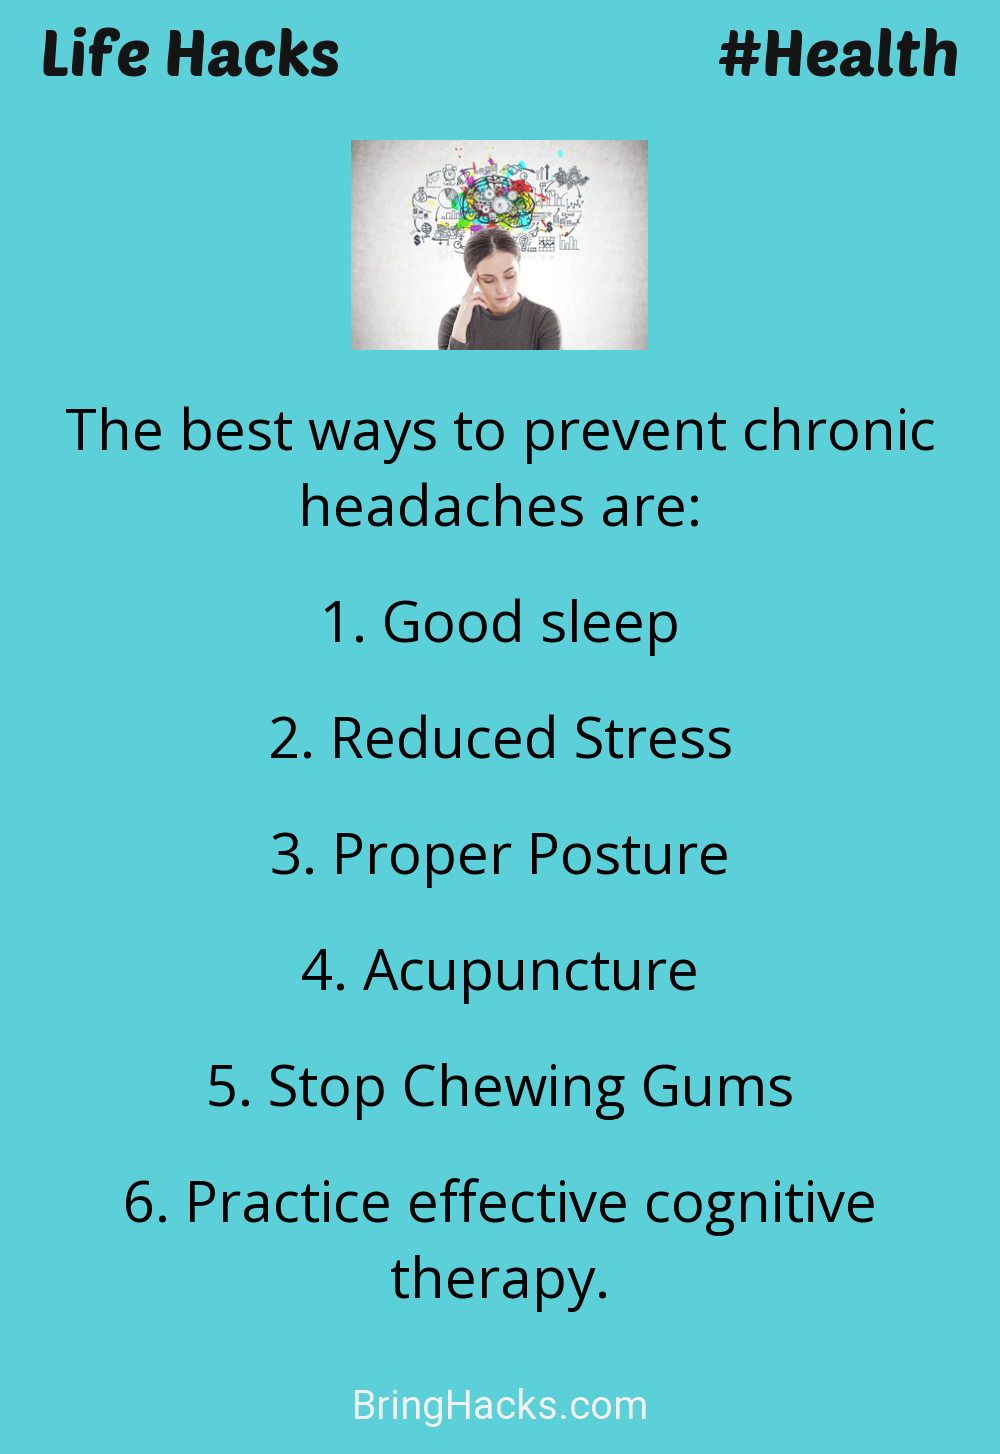 Life Hacks #Health
The best ways to prevent chronic
headaches are:
1. Good sleep
2. Reduced Stress
3. Proper Posture
4. Acupuncture
5. Stop Chewing Gums
6. Practice effective cognitive
therapy.
BringHacks.com